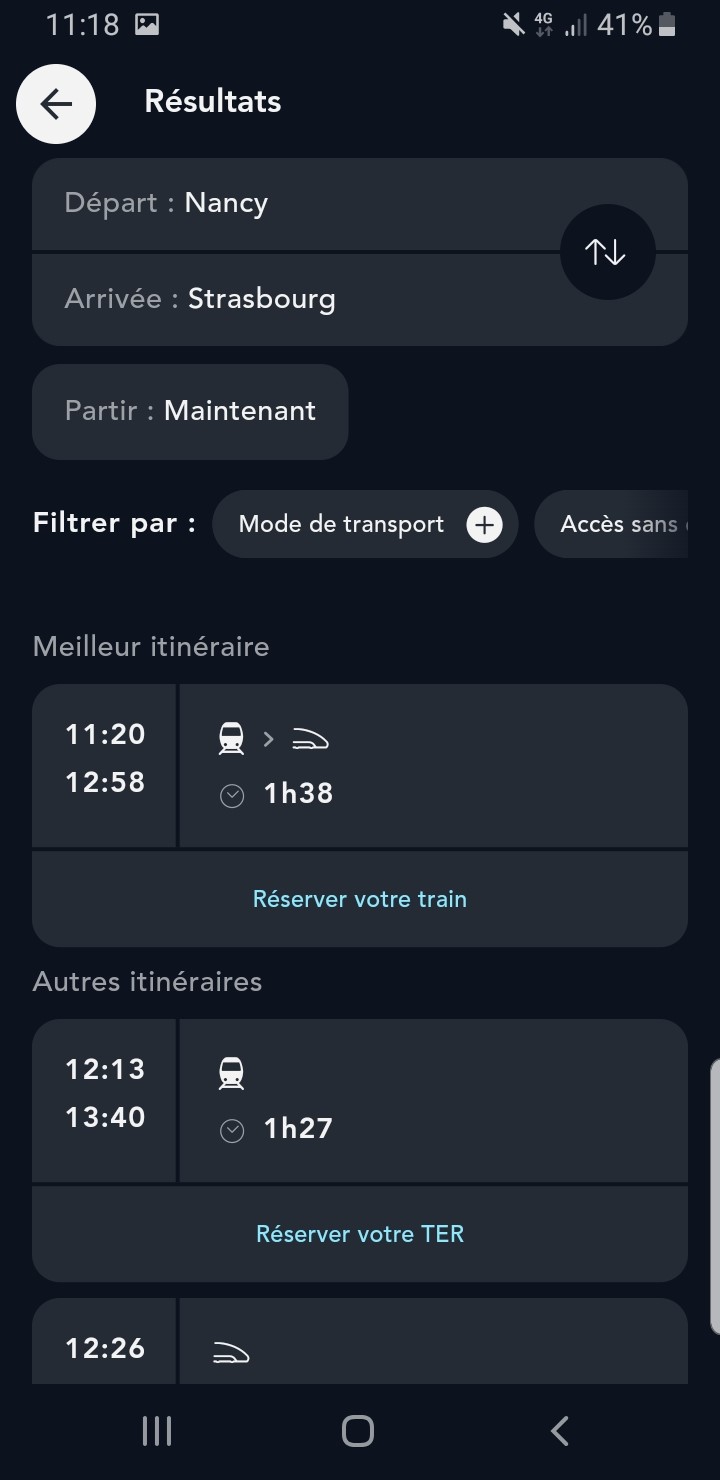 11:18 4G 41%
Résultats
Départ : Nancy
Arrivée : Strasbourg
Partir : Maintenant
Filtrer par : Mode de transport Accès sans
Meilleur itinéraire
11:20
12:58
1h38
Réserver votre train
Autres itinéraires
12:13
13:40
1h27
Réserver votre TER
12:26